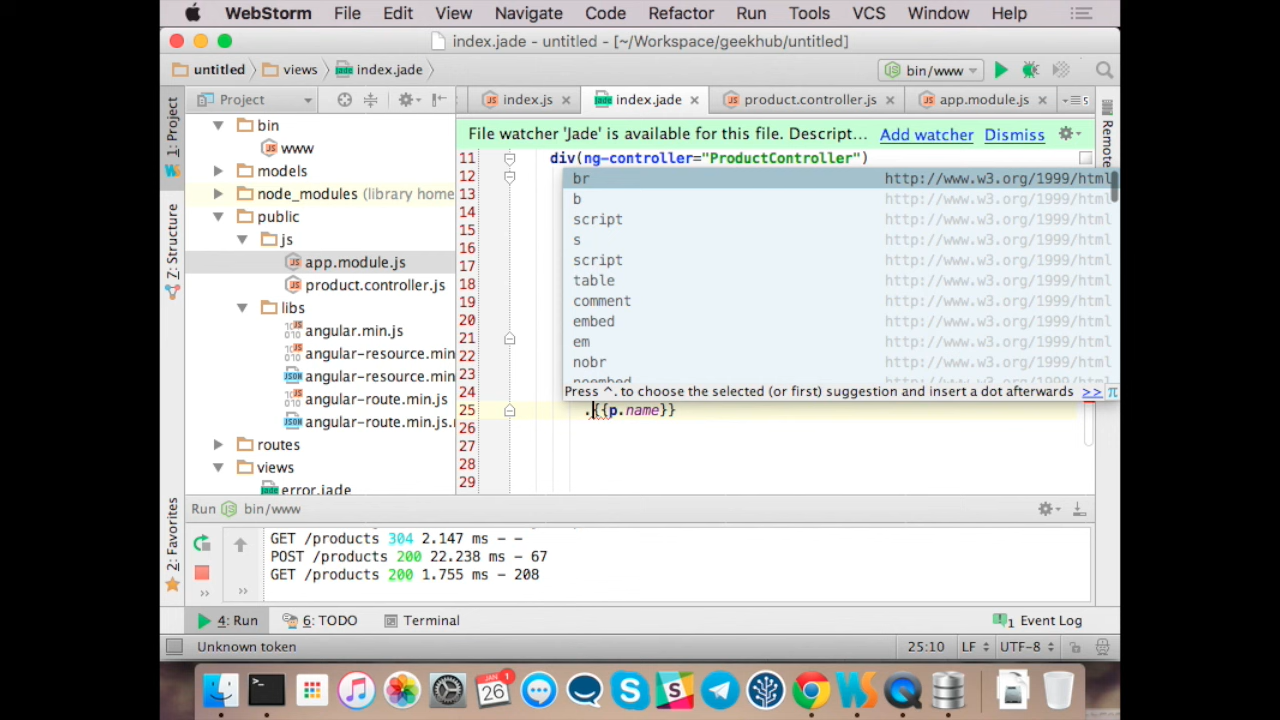 WebStorm File Edit View Navigate Code Refactor Run Tools VCS Window Help
index.jade - untitled - [~/Workspace/geekhub/untitled]
untitled views index.jade bin/www
Project index.js index.jade product.controller.js app.module.js 5
1: Project
7: Structure
2: Favorites
Remote
bin
www
models
node_modules (library home
public
js
app.module.js
product.controller.js
libs
angular.min.js
angular-resource.min
angular-resource.min
angular-route.min.js
angular-route.min.js.
routes
views
error.jade
File watcher 'Jade' is available for this file. Descript... Add watcher Dismiss
11 div(ng-controller="ProductController")
12
13
14
15
16
17
18
19
20
21
22
23
24
25 .{{p.name}}
26
27
28
29
br http://www.w3.org/1999/html
b http://www.w3.org/1999/html
script http://www.w3.org/1999/html
s http://www.w3.org/1999/html
script http://www.w3.org/1999/html
table http://www.w3.org/1999/html
comment http://www.w3.org/1999/html
embed http://www.w3.org/1999/html
em http://www.w3.org/1999/html
nobr http://www.w3.org/1999/html
noembed
Press ^. to choose the selected (or first) suggestion and insert a dot afterwards >> π
Run bin/www
GET /products 304 2.147 ms - -
POST /products 200 22.238 ms - 67
GET /products 200 1.755 ms - 208
>> >>
4: Run 6: TODO Terminal 1 Event Log
Unknown token 25:10 LF UTF-8
JAN 26 1